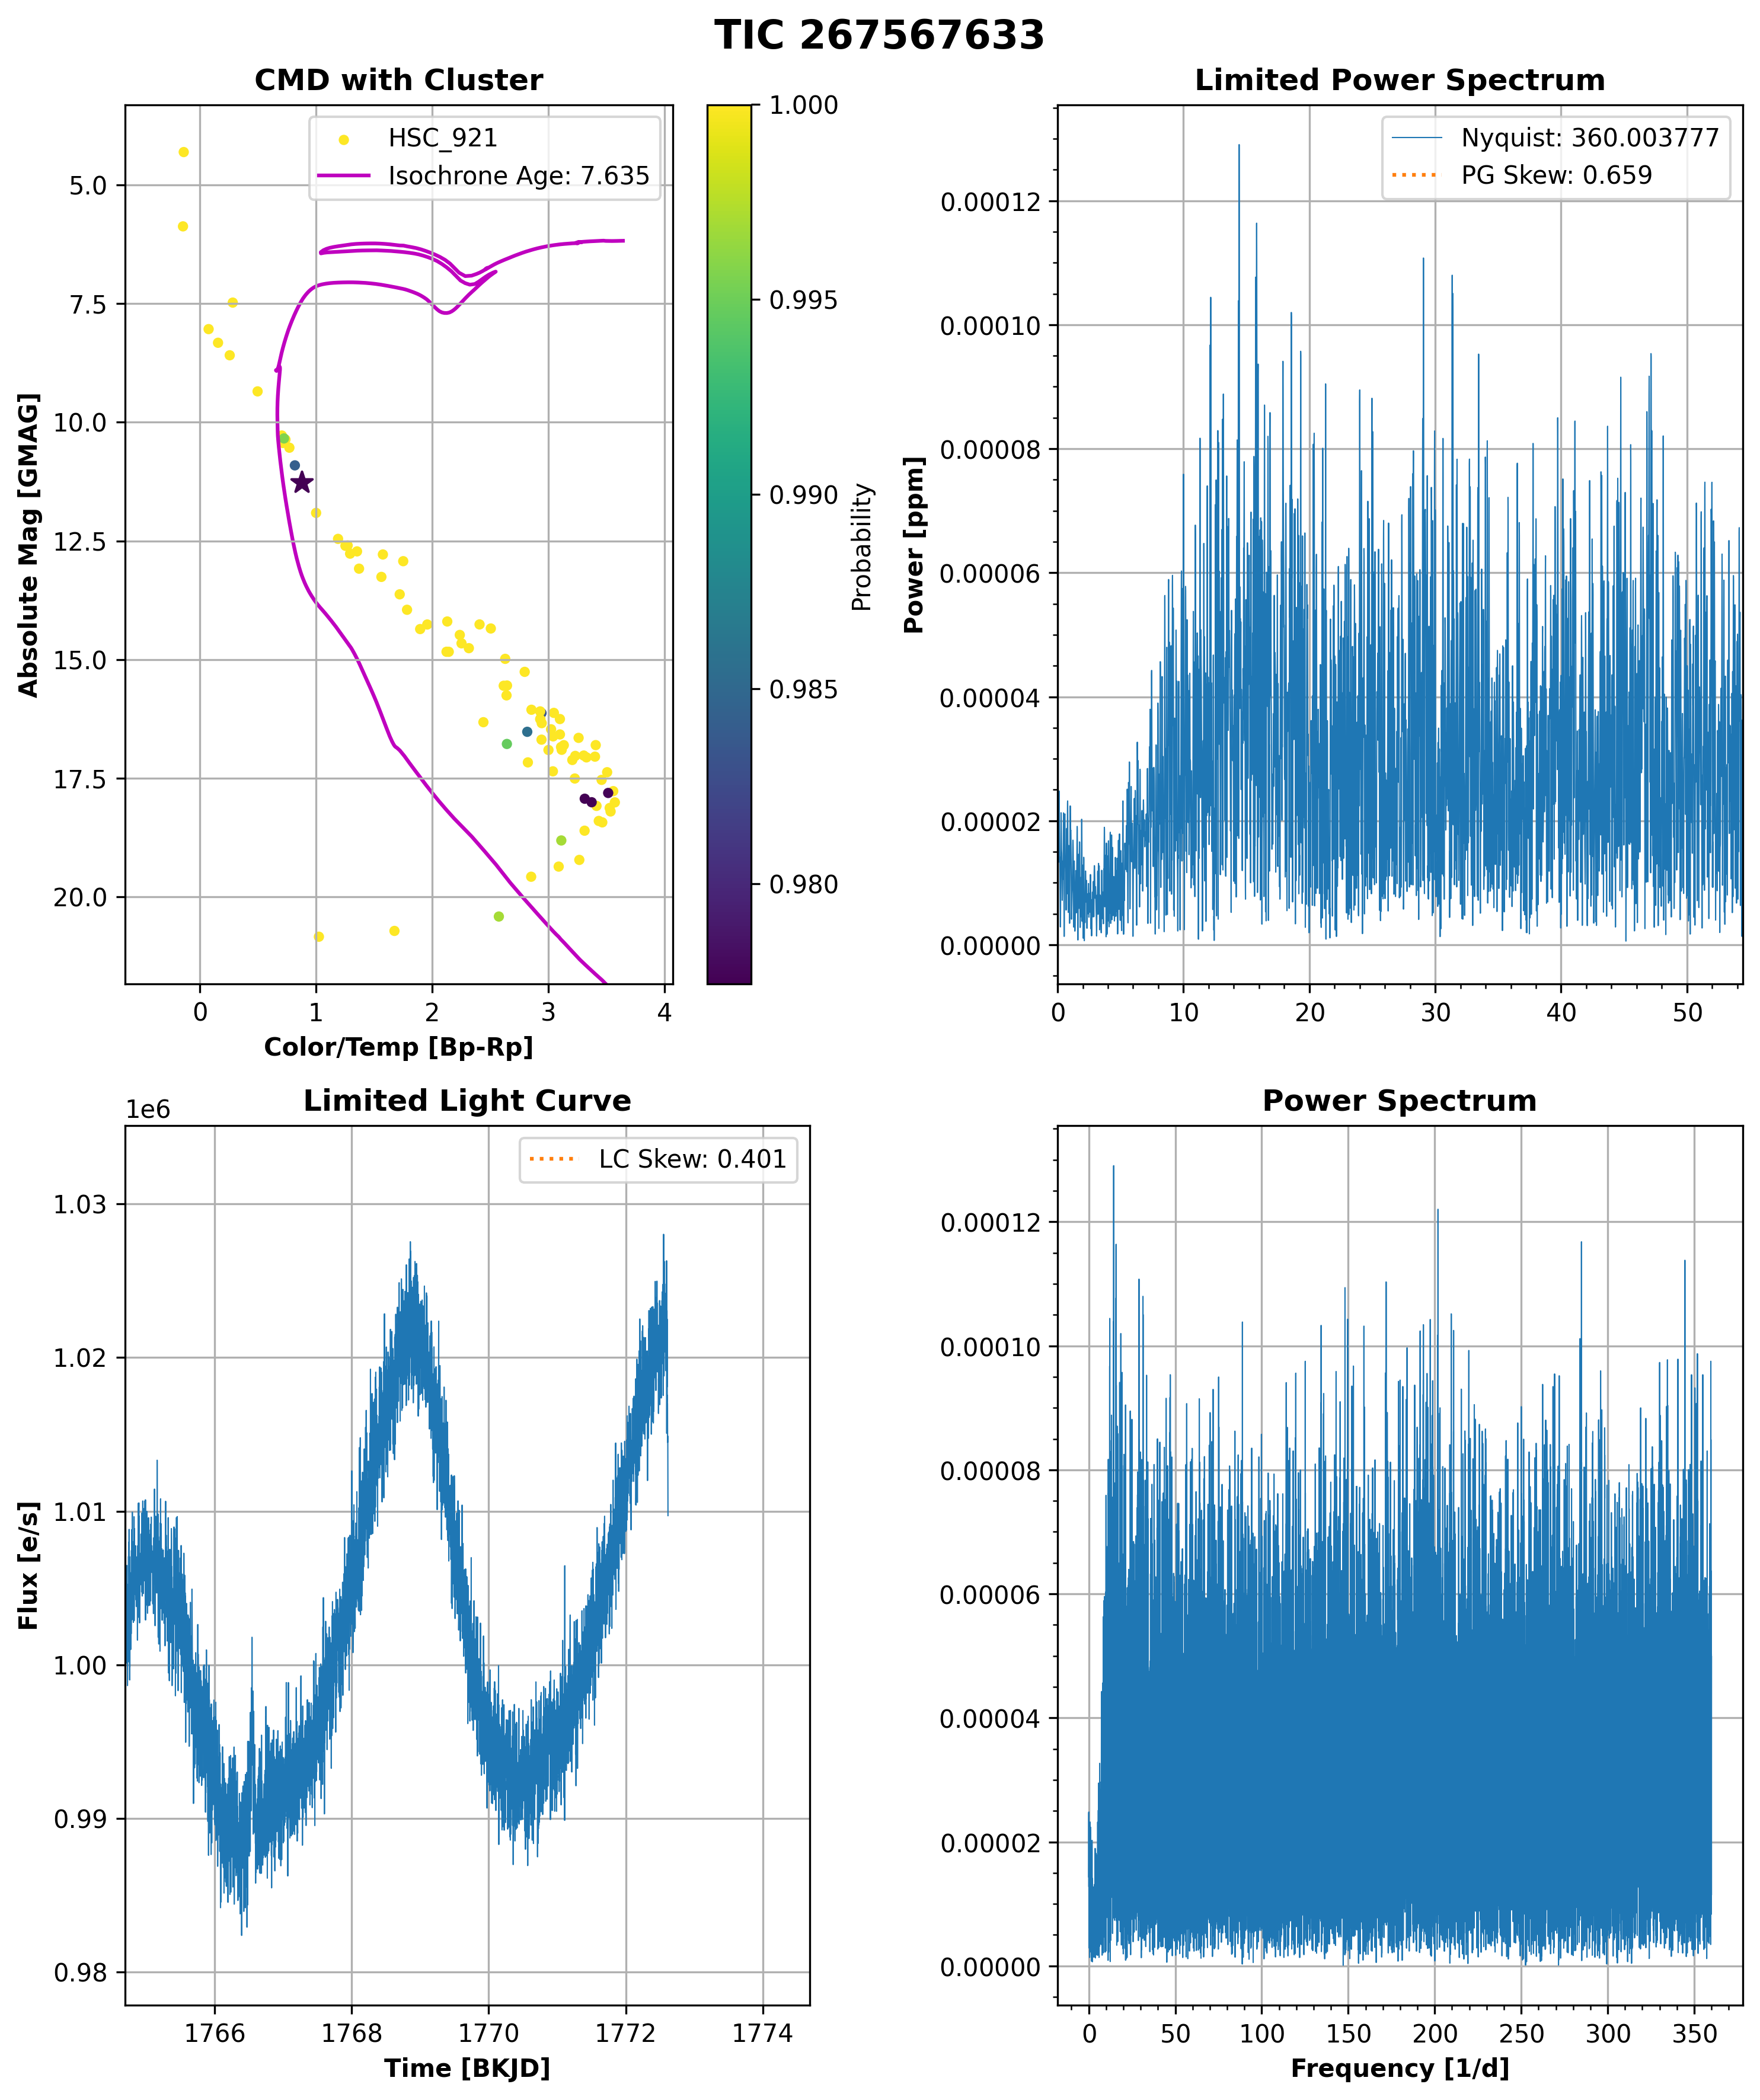 TIC 267567633
CMD with Cluster
HSC_921
Isochrone Age: 7.635
5.0
7.5
10.0
12.5
15.0
17.5
20.0
Absolute Mag [GMAG]
0 1 2 3 4
Color/Temp [Bp-Rp]
1.000
0.995
0.990
0.985
0.980
Probability
Limited Power Spectrum
Nyquist: 360.003777
PG Skew: 0.659
0.00012
0.00010
0.00008
0.00006
0.00004
0.00002
0.00000
Power [ppm]
0 10 20 30 40 50
Limited Light Curve
1e6
LC Skew: 0.401
1.03
1.02
1.01
1.00
0.99
0.98
Flux [e/s]
1766 1768 1770 1772 1774
Time [BKJD]
Power Spectrum
0.00012
0.00010
0.00008
0.00006
0.00004
0.00002
0.00000
0 50 100 150 200 250 300 350
Frequency [1/d]